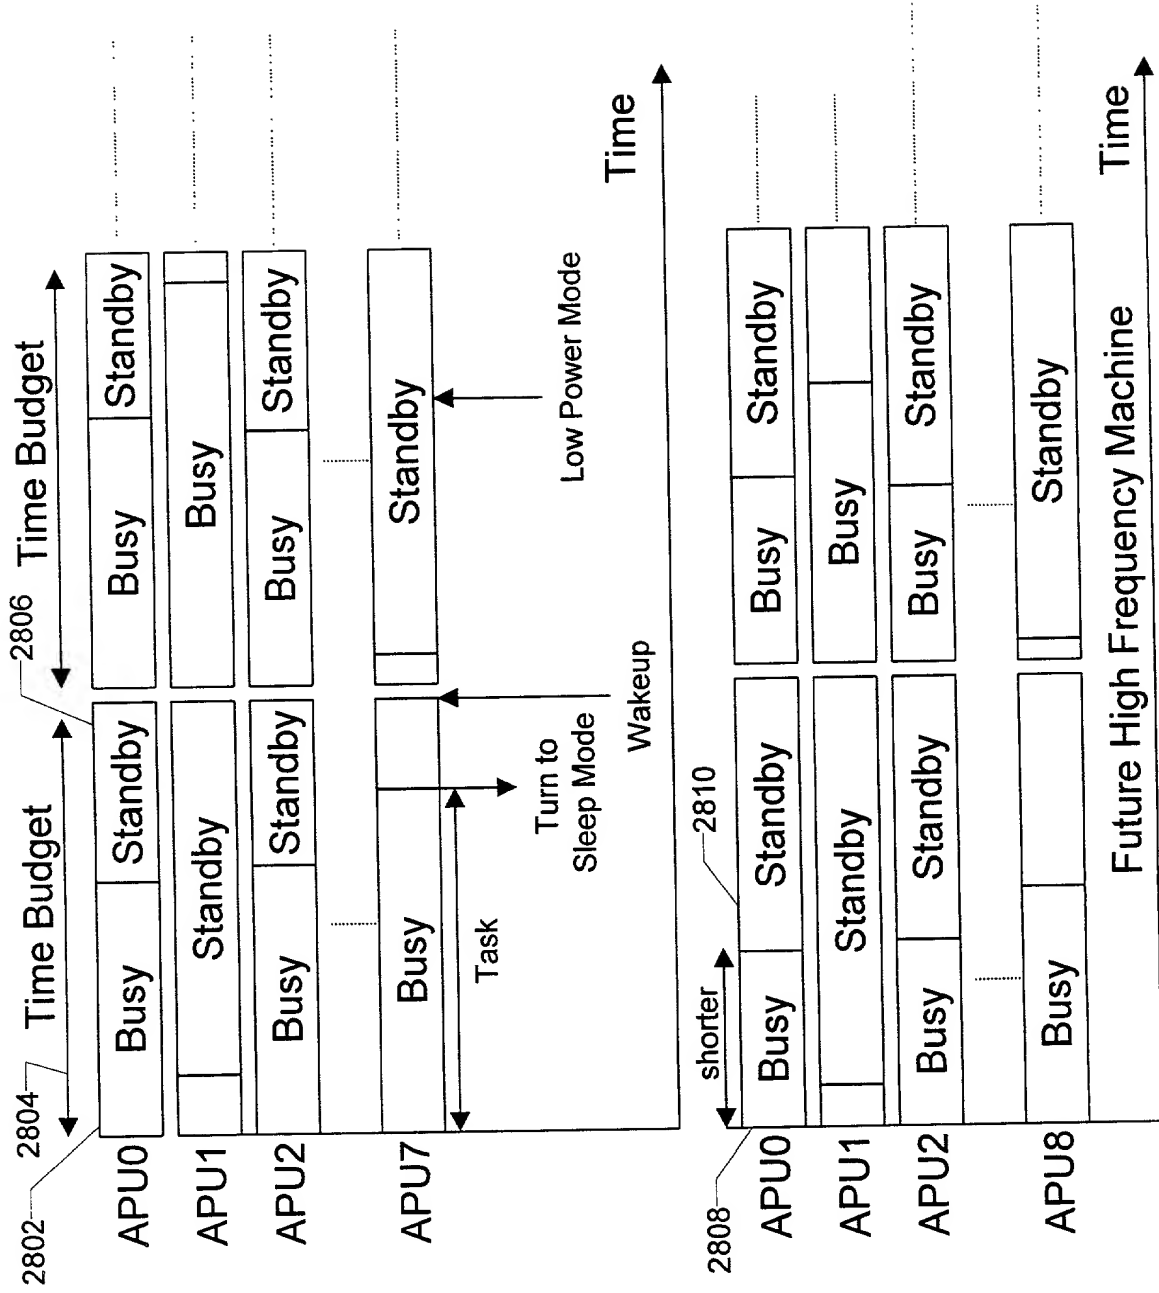 2802
2804
Time Budget
2806
Time Budget
APU0
Busy
Standby
Busy
Standby
APU1
Standby
Busy
APU2
Busy
Standby
Busy
Standby
APU7
Busy
Standby
Task
Turn to
Sleep Mode
Wakeup
Low Power Mode
Time
2808
shorter
2810
APU0
Busy
Standby
Busy
Standby
APU1
Standby
Busy
APU2
Busy
Standby
Busy
Standby
APU8
Busy
Standby
Future High Frequency Machine
Time